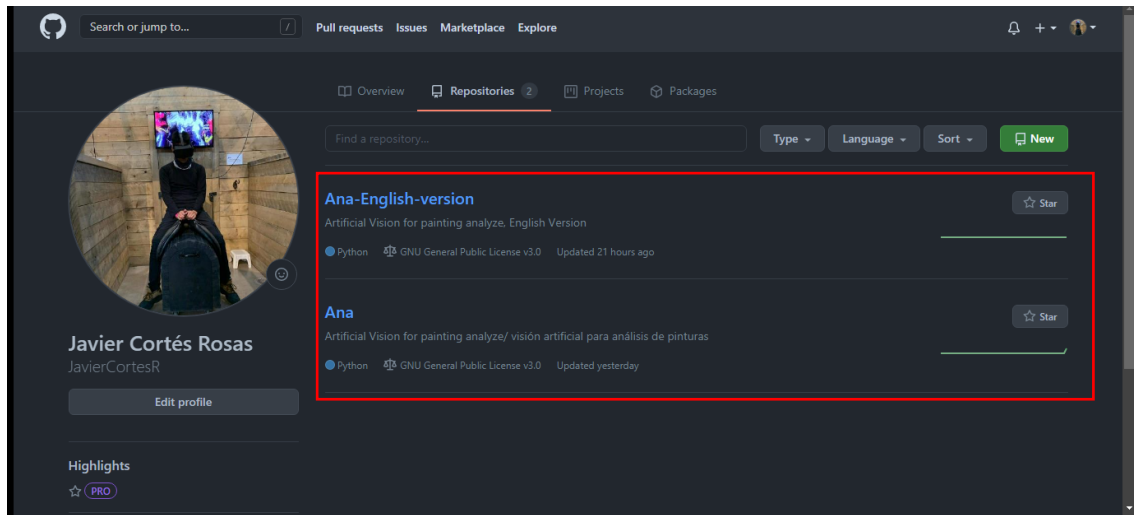 Search or jump to... /
Pull requests Issues Marketplace Explore
Overview Repositories 2 Projects Packages
Find a repository...
Type Language Sort New
Ana-English-version
Star
Artificial Vision for painting analyze, English Version
Python GNU General Public License v3.0 Updated 21 hours ago
Ana
Star
Artificial Vision for painting analyze/ visión artificial para análisis de pinturas
Python GNU General Public License v3.0 Updated yesterday
Javier Cortés Rosas
JavierCortesR
Edit profile
Highlights
PRO